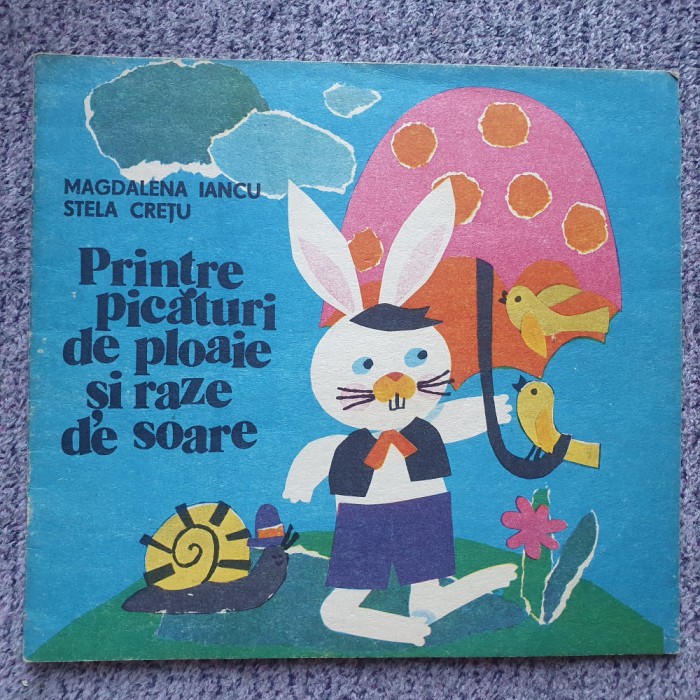 MAGDALENA IANCU
STELA CREȚU
Printre
picături
de ploaie
și raze
de soare